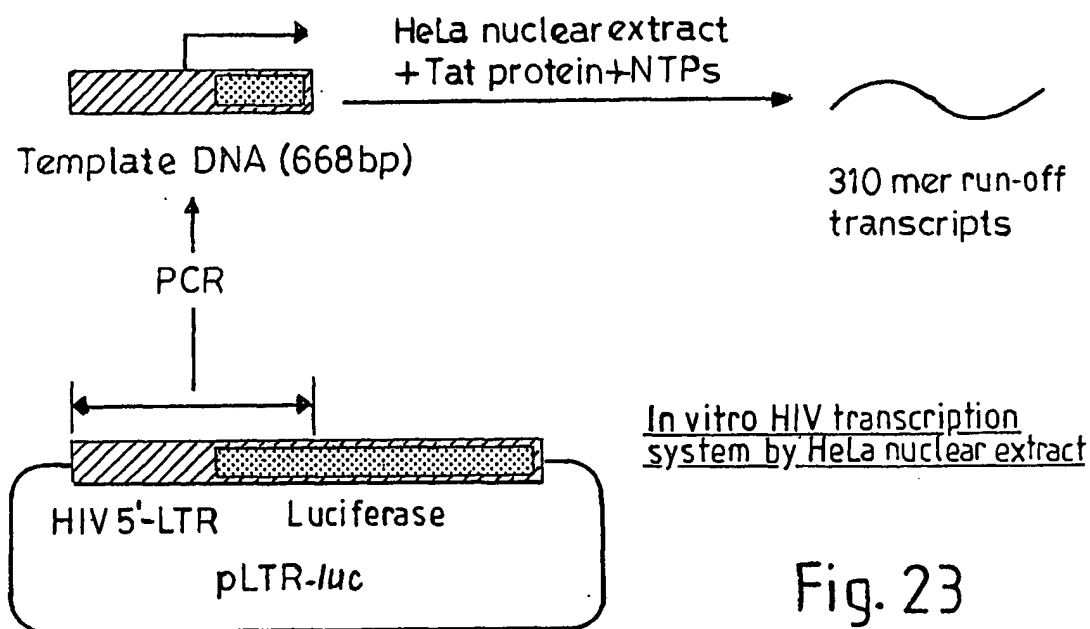 HeLa nuclear extract
+Tat protein+NTPs
Template DNA (668bp)
310 mer run-off
transcripts
PCR
In vitro HIV transcription
system by HeLa nuclear extract
HIV 5'-LTR
Luciferase
pLTR-luc
Fig. 23